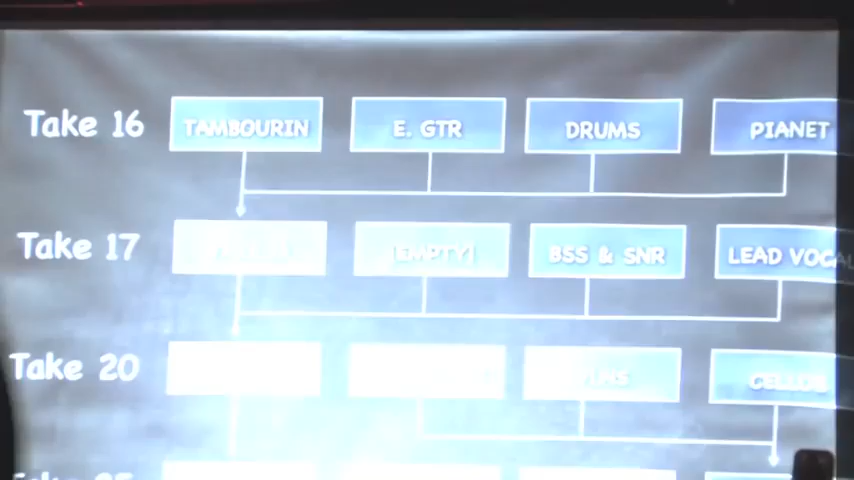 Take 16 TAMBOURIN E. GTR DRUMS PIANET
Take 17 [EMPTY] BSS & SNR LEAD VOCAL
Take 20 CELLOS